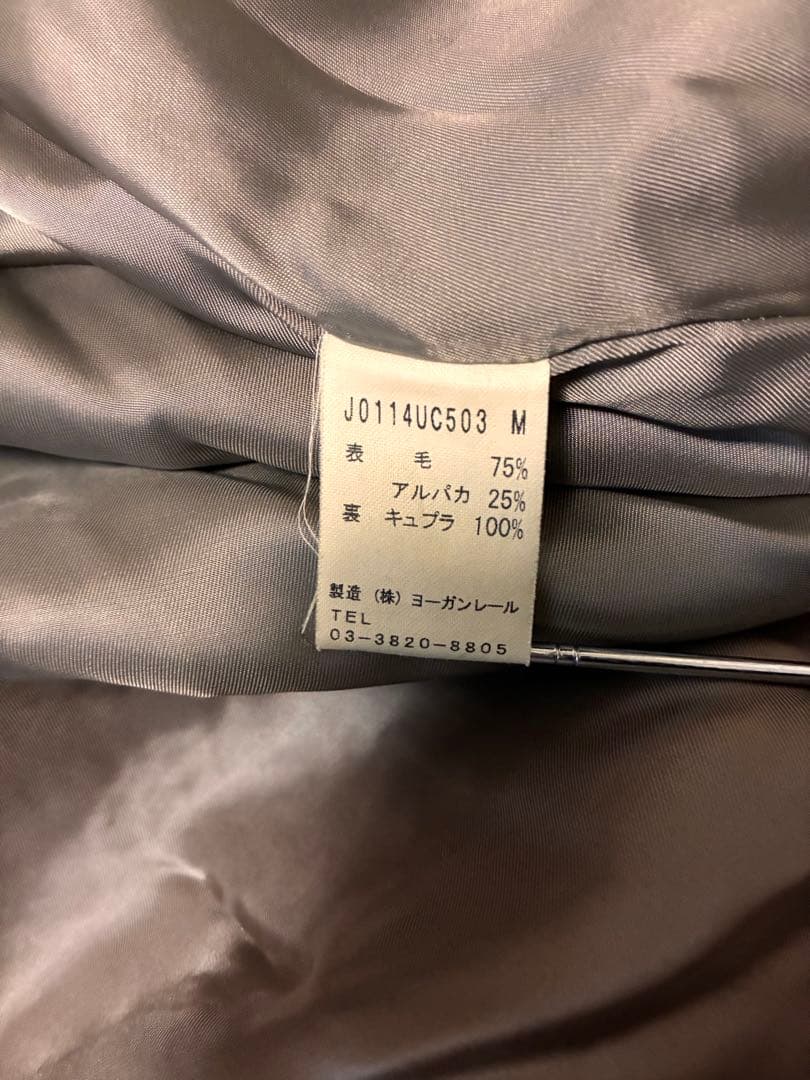 J0114UC503 M
表 毛 75%
アルパカ 25%
裏 キュプラ 100%
製造 (株) ヨーガンレール
TEL
03-3820-8805